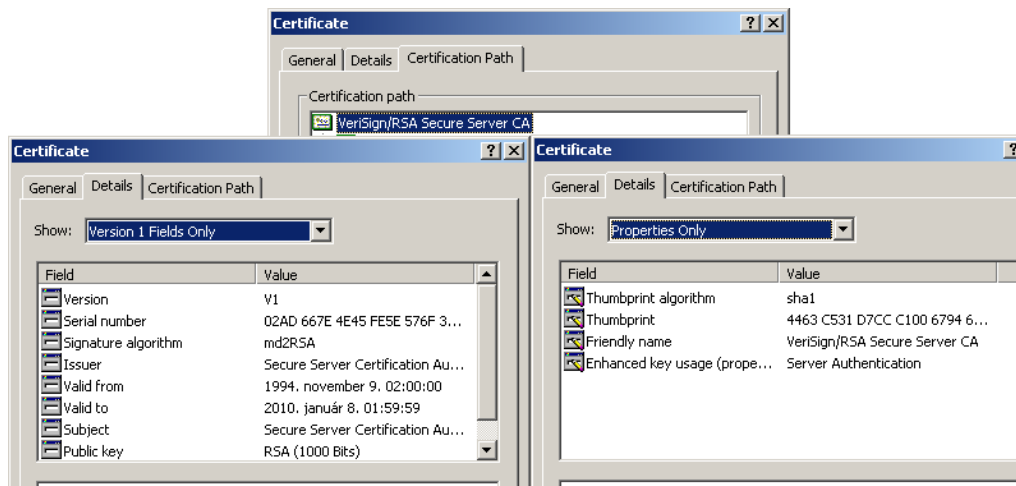 Certificate
General Details Certification Path
Certification path
VeriSign/RSA Secure Server CA
Certificate
General Details Certification Path
Show: Version 1 Fields Only
Field Value
Version V1
Serial number 02AD 667E 4E45 FE5E 576F 3...
Signature algorithm md2RSA
Issuer Secure Server Certification Au...
Valid from 1994. november 9. 02:00:00
Valid to 2010. január 8. 01:59:59
Subject Secure Server Certification Au...
Public key RSA (1000 Bits)
Certificate
General Details Certification Path
Show: Properties Only
Field Value
Thumbprint algorithm sha1
Thumbprint 4463 C531 D7CC C100 6794 6...
Friendly name VeriSign/RSA Secure Server CA
Enhanced key usage (prope... Server Authentication